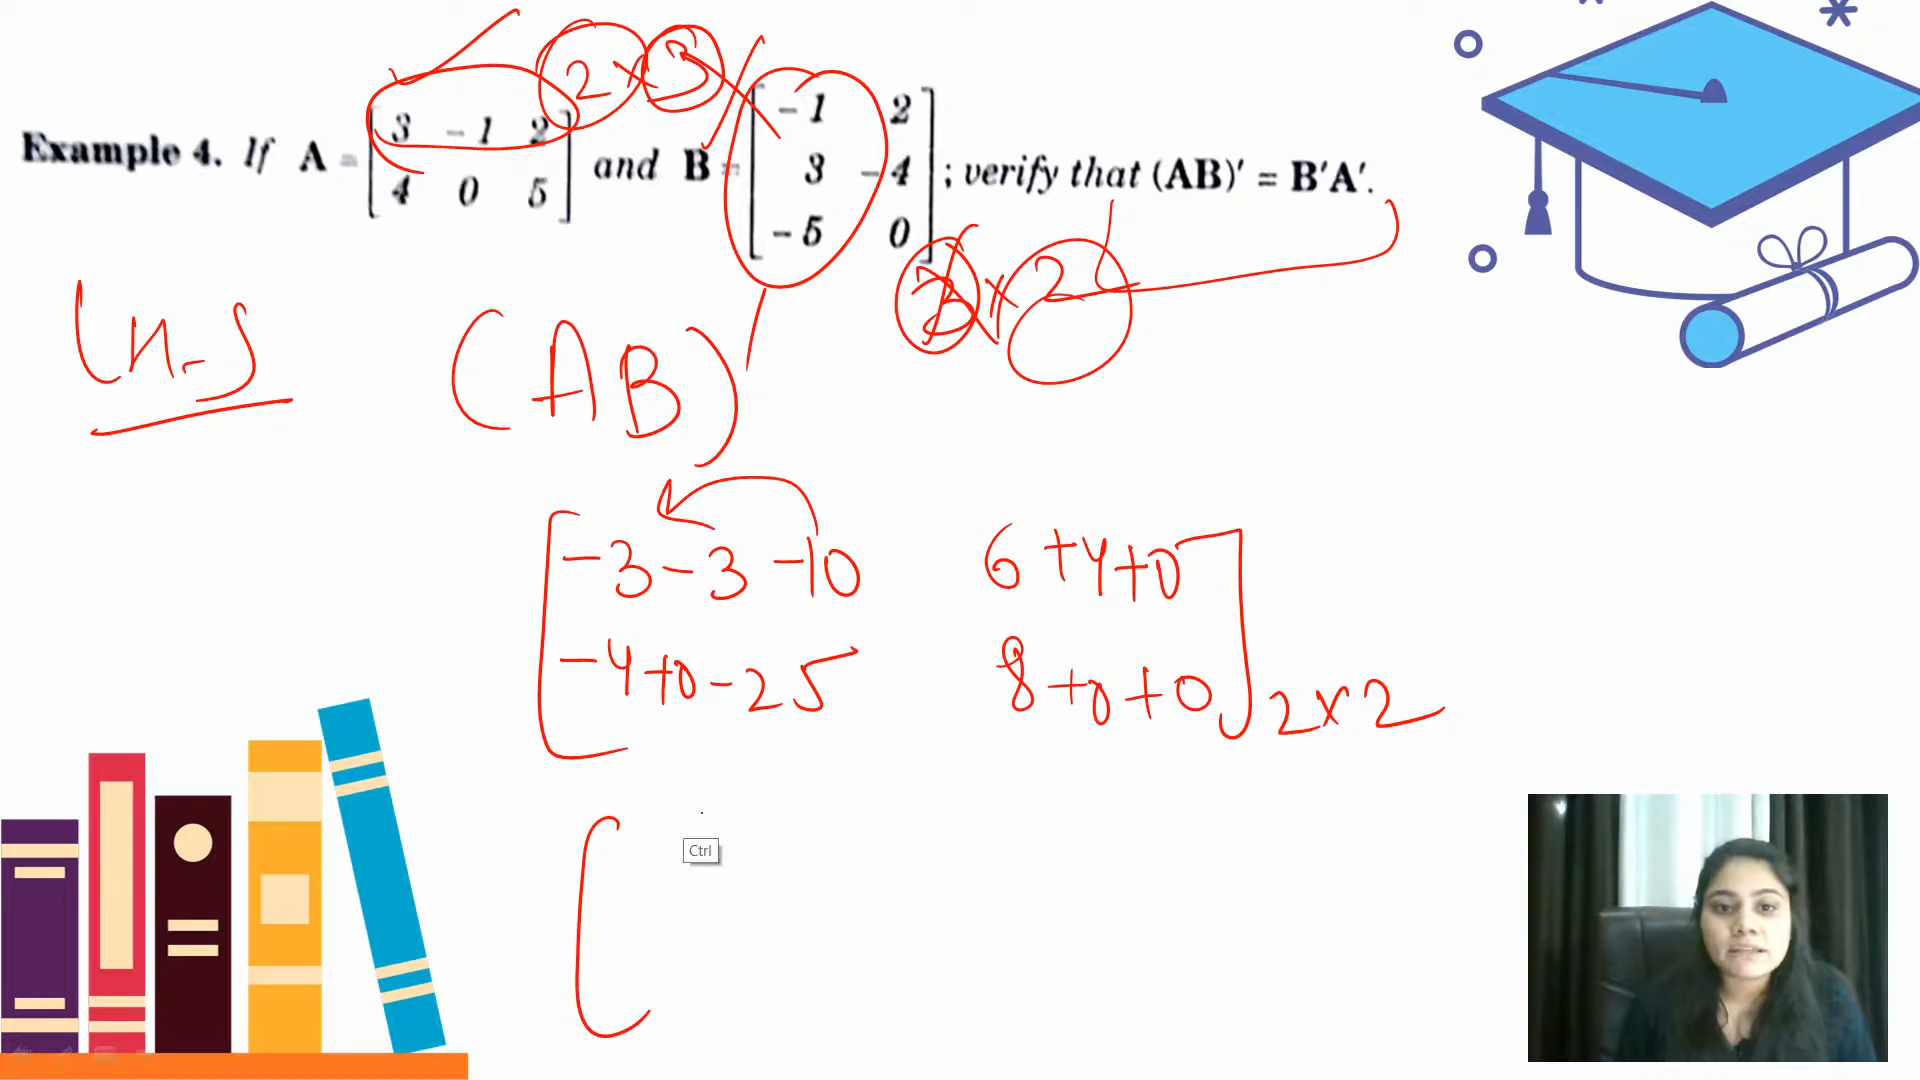 2 × 3
Example 4. If A = [ 3 - 1 2 ; 4 0 5 ] and B = [ - 1 2 ; 3 - 4 ; - 5 0 ] ; verify that (AB)′ = B′A′.
3 × 2
(AB)
-3-3-10 6+4+0
-4+0-25 8+0+0 2×2
Ctrl